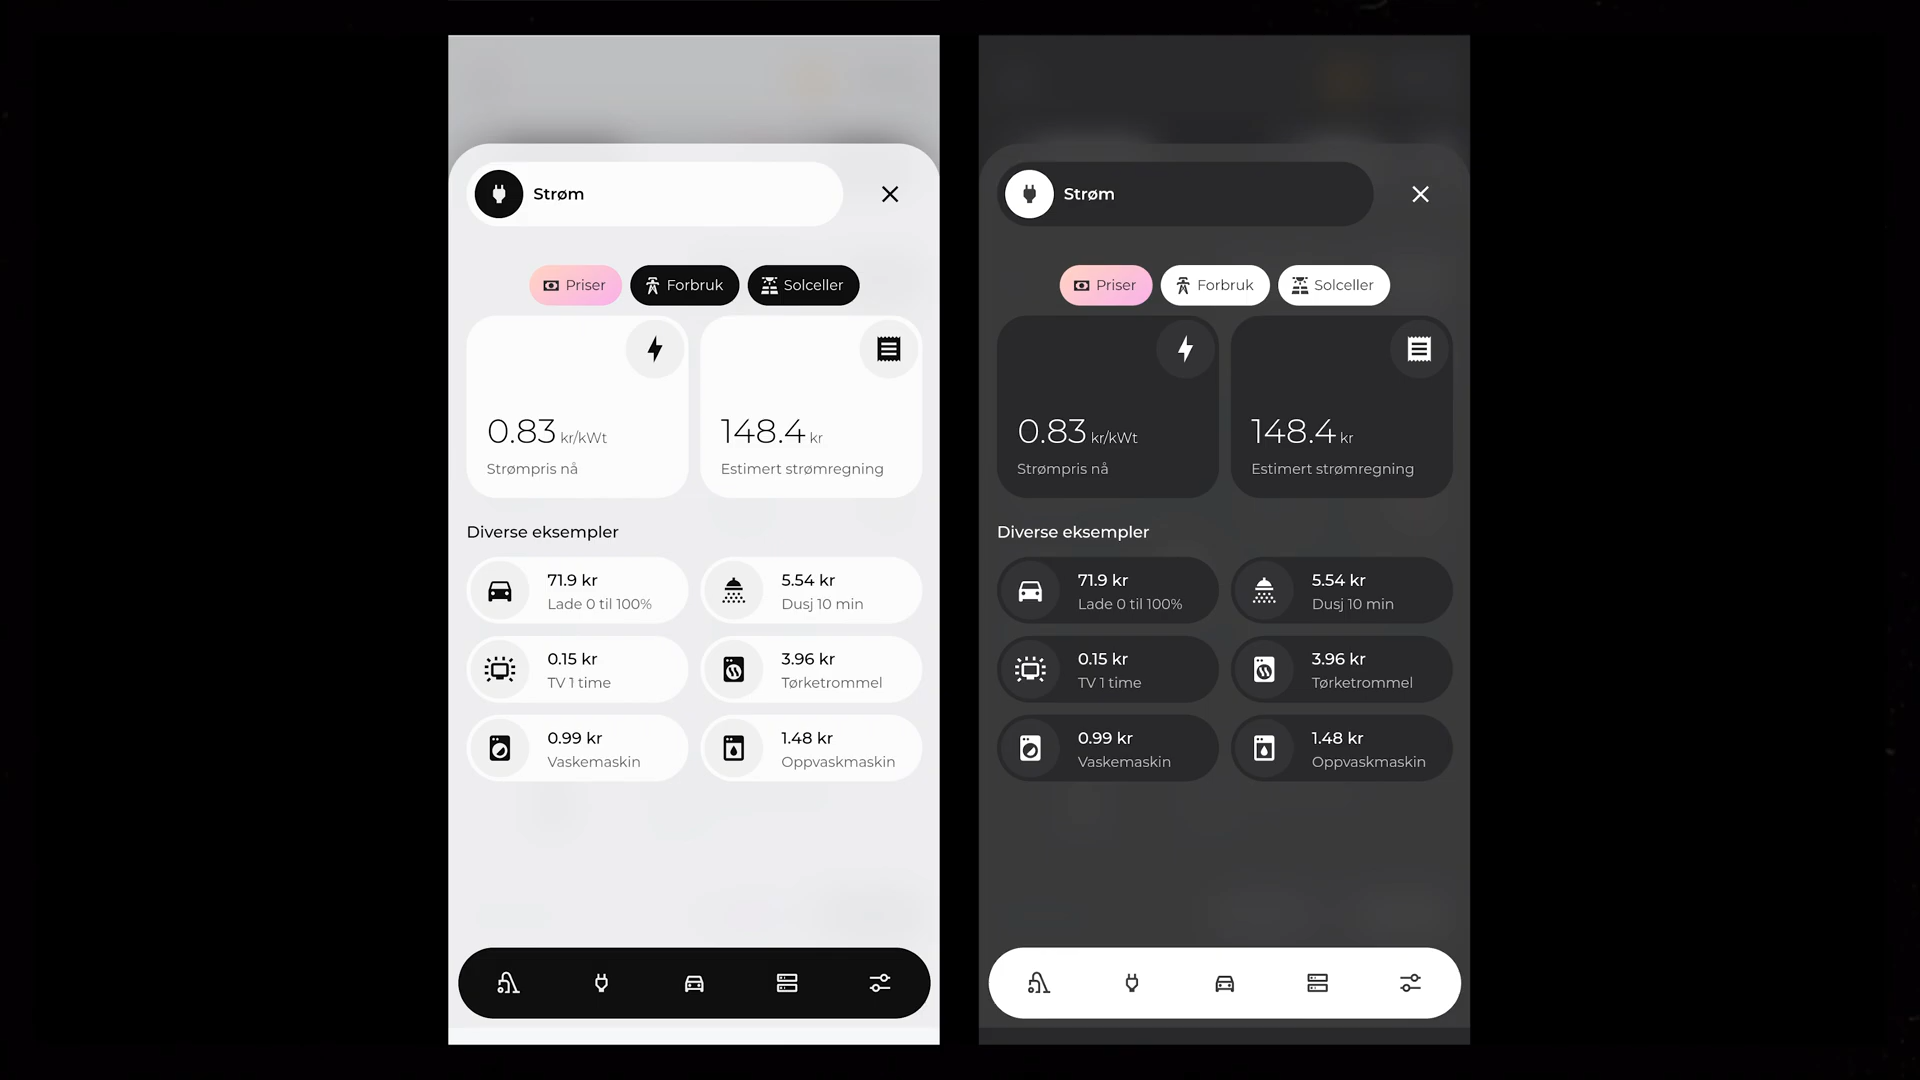 Strøm
Priser
Forbruk
Solceller
0.83 kr/kWt
Strømpris nå
148.4 kr
Estimert strømregning
Diverse eksempler
71.9 kr
Lade 0 til 100%
5.54 kr
Dusj 10 min
0.15 kr
TV 1 time
3.96 kr
Tørketrommel
0.99 kr
Vaskemaskin
1.48 kr
Oppvaskmaskin
Strøm
Priser
Forbruk
Solceller
0.83 kr/kWt
Strømpris nå
148.4 kr
Estimert strømregning
Diverse eksempler
71.9 kr
Lade 0 til 100%
5.54 kr
Dusj 10 min
0.15 kr
TV 1 time
3.96 kr
Tørketrommel
0.99 kr
Vaskemaskin
1.48 kr
Oppvaskmaskin